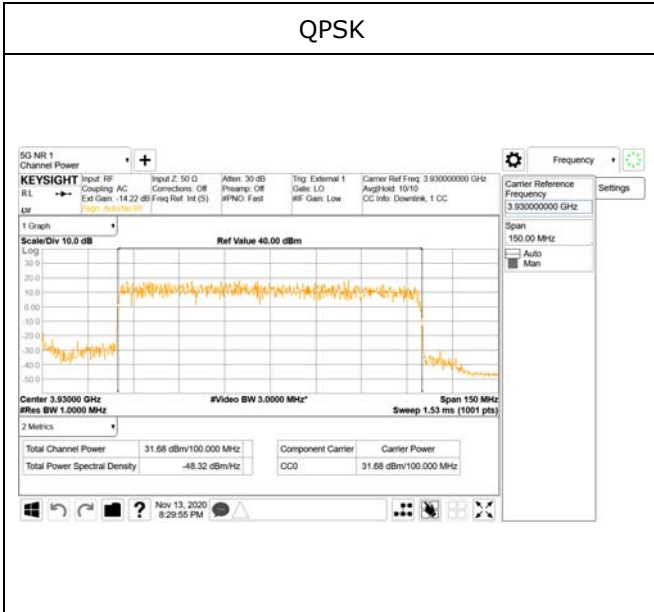 QPSK
5G NR 1
Channel Power
Frequency
KEYSIGHT
Input: RF
Input Z: 50 Ω
Atten: 30 dB
Trig: External 1
Carrier Ref Freq: 3.930000000 GHz
RL
Coupling: AC
Corrections: Off
Preamp: Off
Gate: LO
Avg|Hold: 10/10
Ext Gain: -14.22 dB
Freq Ref: Int (S)
#PNO: Fast
#IF Gain: Low
CC Info: Downlink, 1 CC
Align: Auto/No RF
Carrier Reference
Frequency
3.930000000 GHz
Settings
Span
150.00 MHz
Auto
Man
1 Graph
Scale/Div 10.0 dB
Ref Value 40.00 dBm
Log
30.0
20.0
10.0
0.00
-10.0
-20.0
-30.0
-40.0
-50.0
Center 3.93000 GHz
#Video BW 3.0000 MHz*
Span 150 MHz
#Res BW 1.0000 MHz
Sweep 1.53 ms (1001 pts)
2 Metrics
Total Channel Power
31.68 dBm/100.000 MHz
Component Carrier
Carrier Power
Total Power Spectral Density
-48.32 dBm/Hz
CC0
31.68 dBm/100.000 MHz
?
Nov 13, 2020
8:29:55 PM